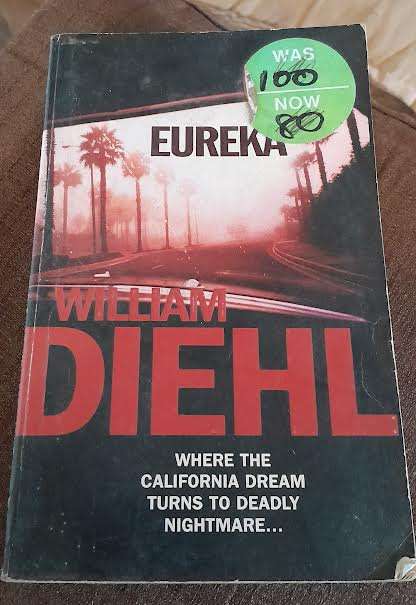 WAS
100
NOW
80
EUREKA
WILLIAM
DIEHL
WHERE THE
CALIFORNIA DREAM
TURNS TO DEADLY
NIGHTMARE...